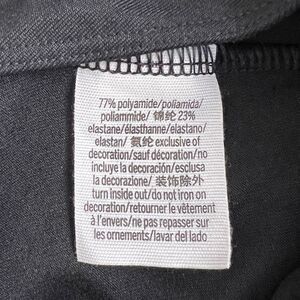 77% polyamide/poliamida/
poliammide/ 锦纶 23%
elastane/élasthanne/elastano/
elastan/ 氨纶 exclusive of
decoration/sauf décoration/no
incluye la decoración/esclusa
la decorazione/ 装饰除外
turn inside out/do not iron on
decoration/retourner le vêtement
à l'envers/ne pas repasser sur
les ornements/lavar del lado